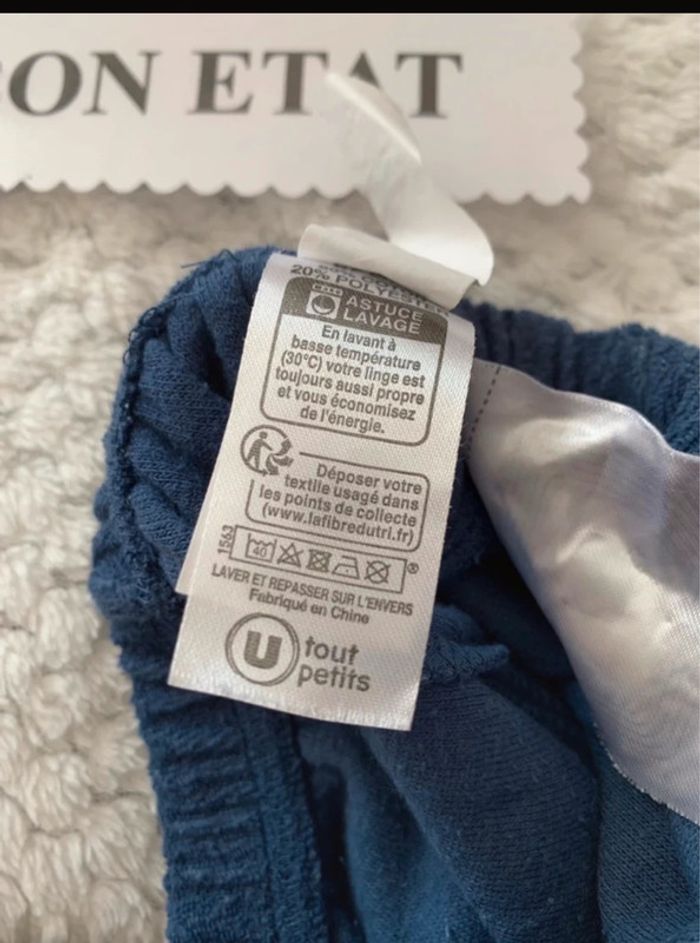 ON ETAT
20% POLYESTER
ASTUCE
LAVAGE
En lavant à
basse température
(30°C) votre linge est
toujours aussi propre
et vous économisez
de l'énergie.
Déposer votre
textile usagé dans
les points de collecte
(www.lafibredutri.fr)
1563
40
®
LAVER ET REPASSER SUR L'ENVERS
Fabriqué en Chine
U tout
petits